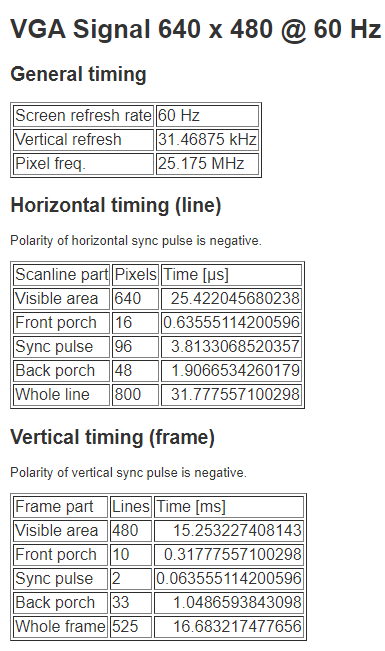 VGA Signal 640 x 480 @ 60 Hz
General timing
Screen refresh rate 60 Hz
Vertical refresh 31.46875 kHz
Pixel freq. 25.175 MHz
Horizontal timing (line)
Polarity of horizontal sync pulse is negative.
Scanline part Pixels Time [µs]
Visible area 640 25.422045680238
Front porch 16 0.63555114200596
Sync pulse 96 3.8133068520357
Back porch 48 1.9066534260179
Whole line 800 31.777557100298
Vertical timing (frame)
Polarity of vertical sync pulse is negative.
Frame part Lines Time [ms]
Visible area 480 15.253227408143
Front porch 10 0.31777557100298
Sync pulse 2 0.063555114200596
Back porch 33 1.0486593843098
Whole frame 525 16.683217477656